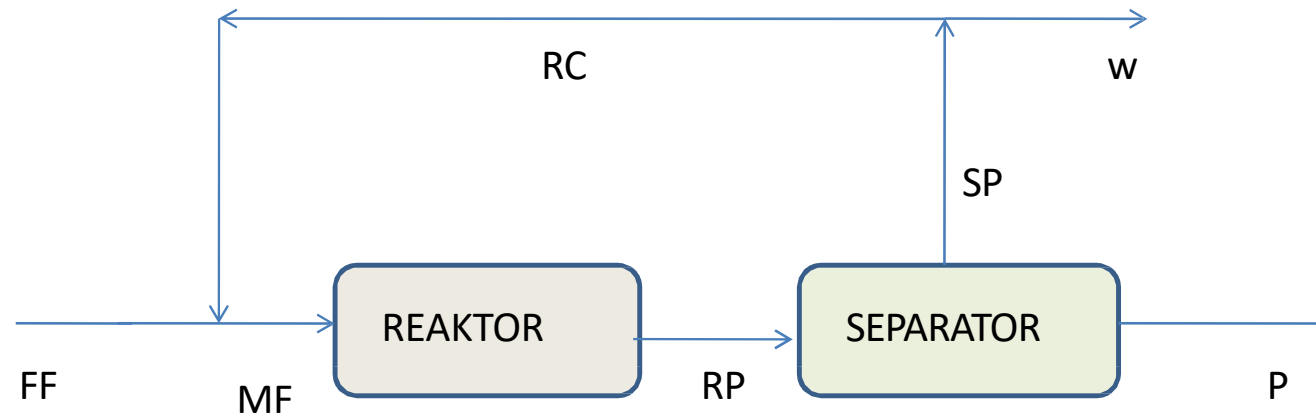 RC
w
SP
REAKTOR
SEPARATOR
FF
MF
RP
P